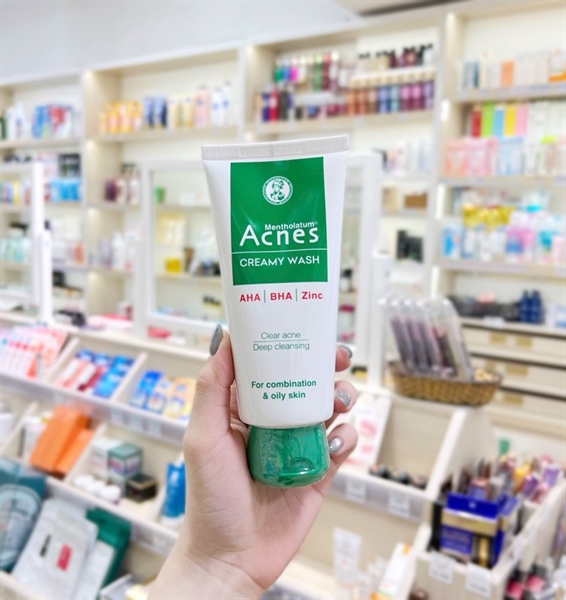 Mentholatum®
Acnes
CREAMY WASH
AHA | BHA | Zinc
Clear acne
Deep cleansing
For combination
& oily skin